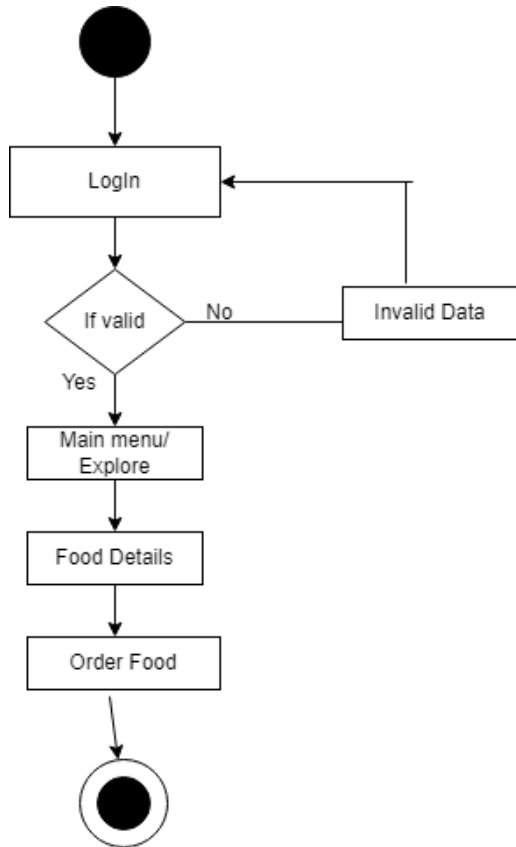 LogIn
If valid
No
Invalid Data
Yes
Main menu/
Explore
Food Details
Order Food